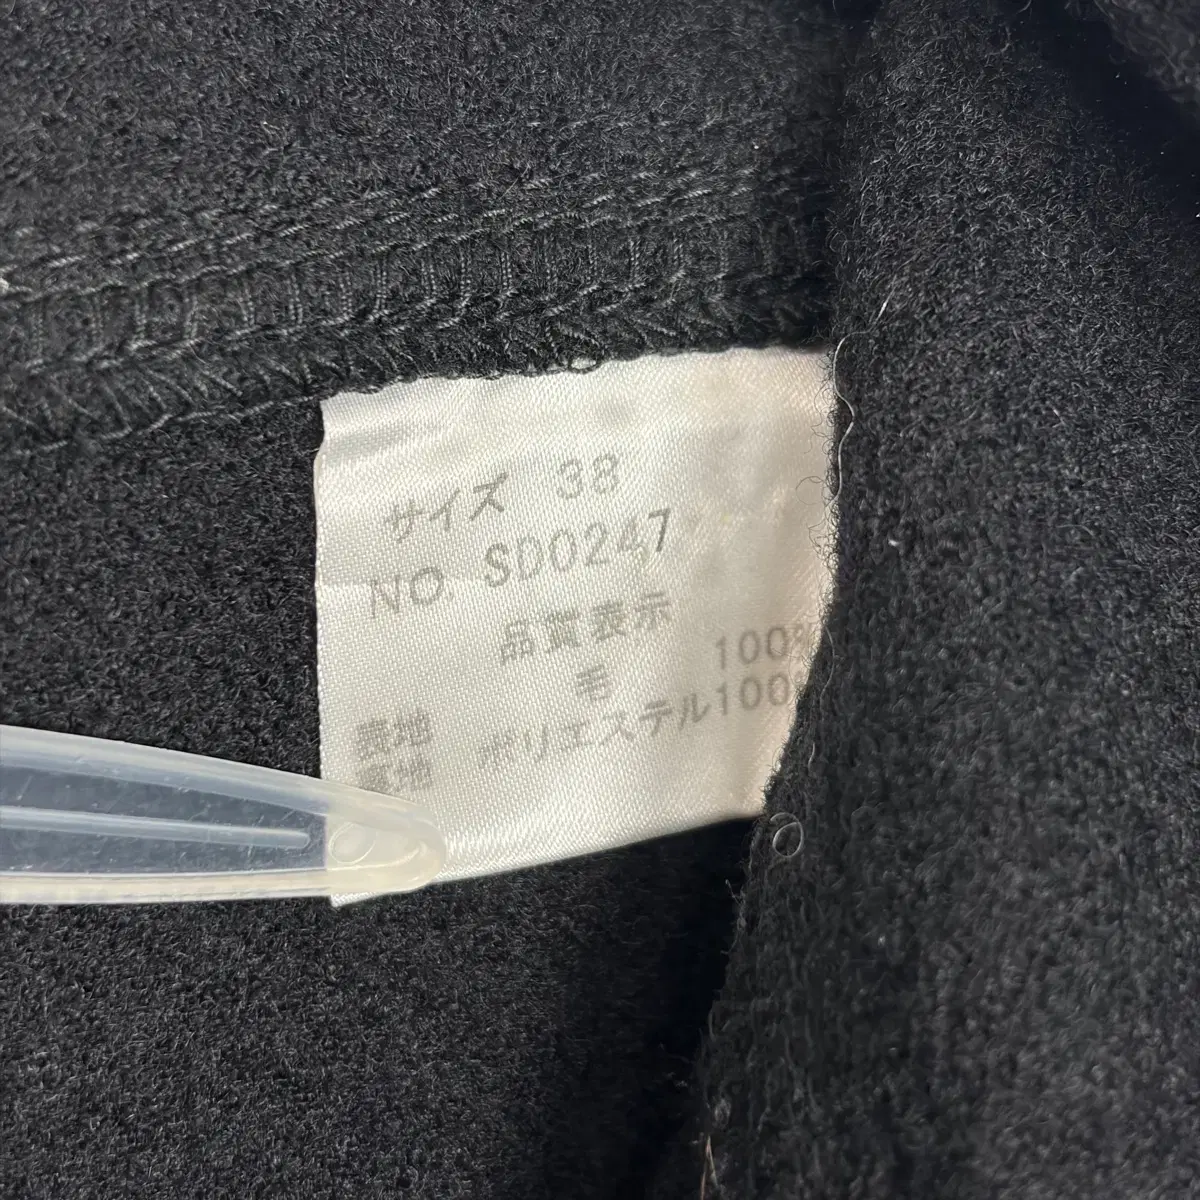 サイズ 38
NO. SD0247
品質表示
表地 毛 100%
裏地 ポリエステル100%